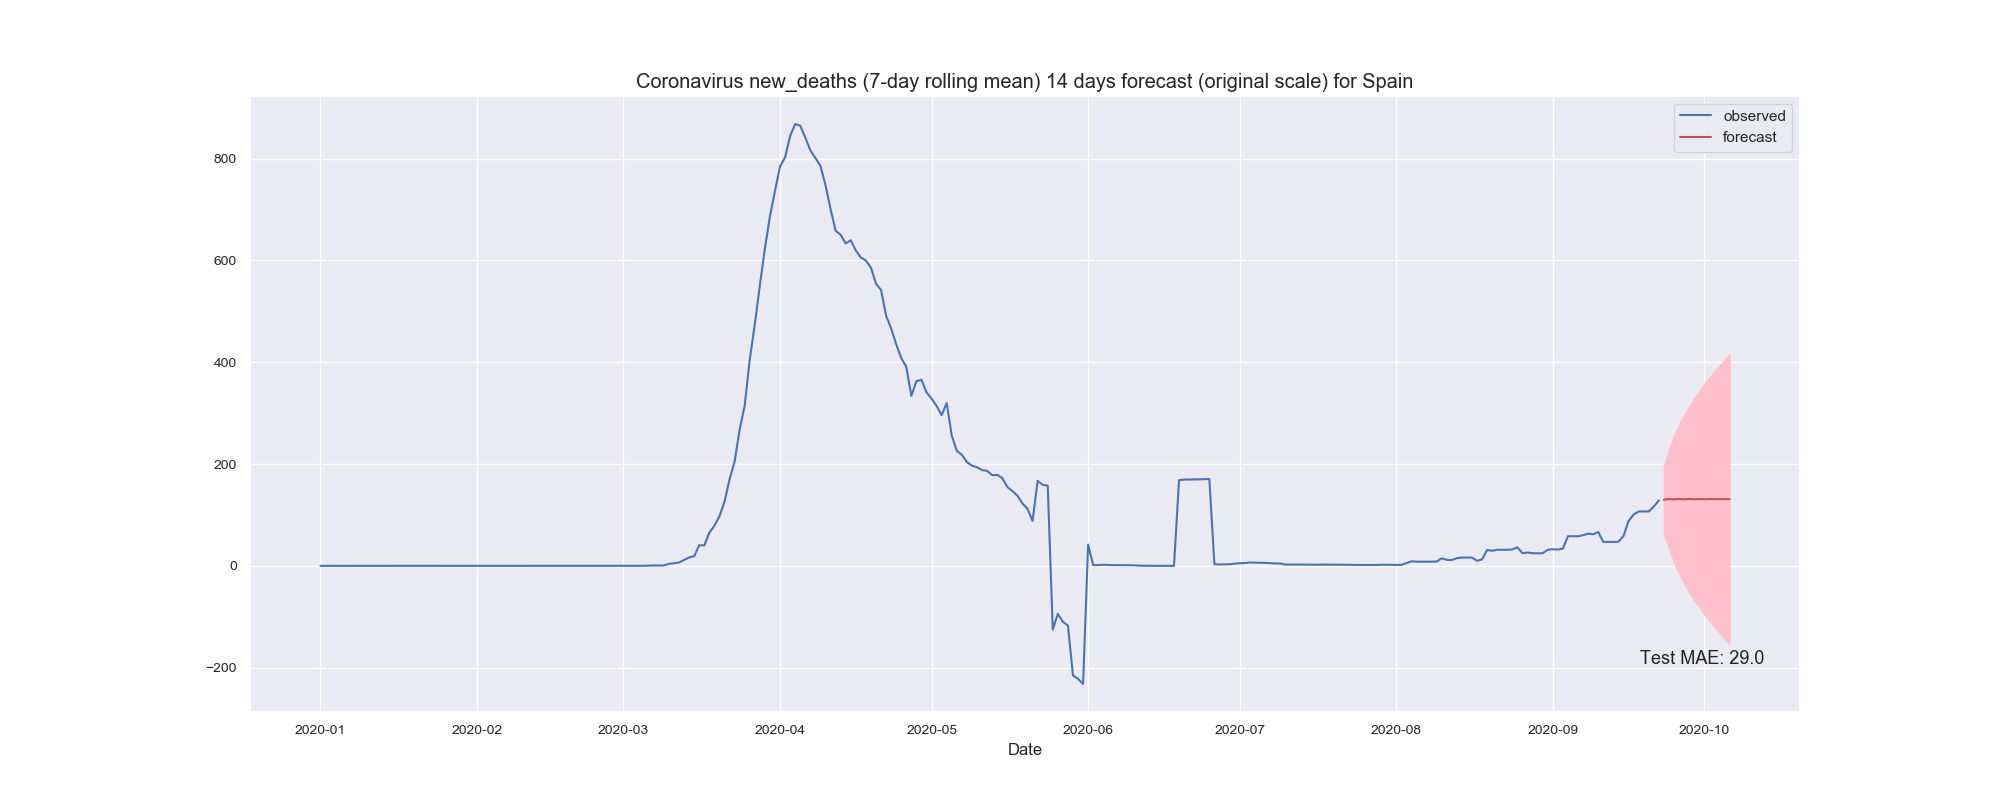 Coronavirus new_deaths (7-day rolling mean) 14 days forecast (original scale) for Spain
observed
forecast
800
600
400
200
0
−200
Test MAE: 29.0
2020-01 2020-02 2020-03 2020-04 2020-05 2020-06 2020-07 2020-08 2020-09 2020-10
Date